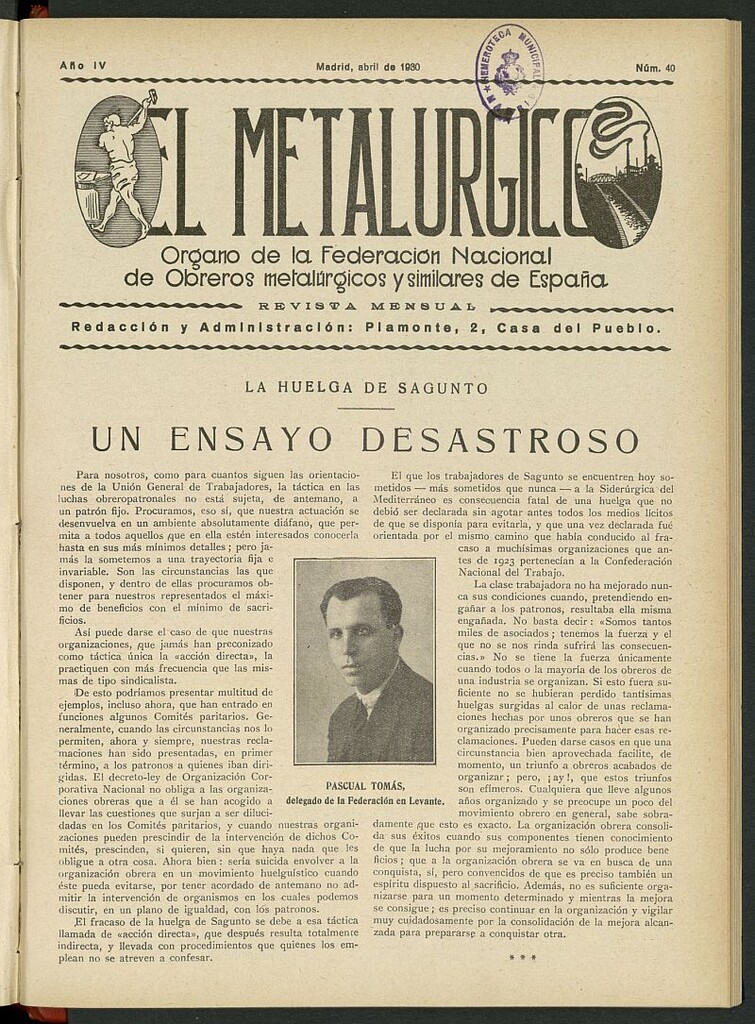 Año IV Madrid, abril de 1930 Núm. 40
HEMEROTECA MUNICIPAL
EL METALURGICO
Organo de la Federación Nacional
de Obreros metalúrgicos y similares de España
REVISTA MENSUAL
Redacción y Administración: Piamonte, 2, Casa del Pueblo.
LA HUELGA DE SAGUNTO
UN ENSAYO DESASTROSO
Para nosotros, como para cuantos siguen las orientacio-
nes de la Unión General de Trabajadores, la táctica en las
luchas obreropatronales no está sujeta, de antemano, a
un patrón fijo. Procuramos, eso sí, que nuestra actuación se
desenvuelva en un ambiente absolutamente diáfano, que per-
mita a todos aquellos que en ella estén interesados conocerla
hasta en sus más mínimos detalles; pero ja-
más la sometemos a una trayectoria fija e
invariable. Son las circunstancias las que
disponen, y dentro de ellas procuramos ob-
tener para nuestros representados el máxi-
mo de beneficios con el mínimo de sacri-
ficios.
Así puede darse el caso de que nuestras
organizaciones, que jamás han preconizado
como táctica única la «acción directa», la
practiquen con más frecuencia que las mis-
mas de tipo sindicalista.
De esto podríamos presentar multitud de
ejemplos, incluso ahora, que han entrado en
funciones algunos Comités paritarios. Ge-
neralmente, cuando las circunstancias nos lo
permiten, ahora y siempre, nuestras recla-
maciones han sido presentadas, en primer
término, a los patronos a quienes iban diri-
gidas. El decreto-ley de Organización Cor-
porativa Nacional no obliga a las organiza-
ciones obreras que a él se han acogido a
llevar las cuestiones que surjan a ser diluci-
dadas en los Comités paritarios, y cuando nuestras organi-
zaciones pueden prescindir de la intervención de dichos Co-
mités, prescinden, si quieren, sin que haya nada que les
obligue a otra cosa. Ahora bien: sería suicida envolver a la
organización obrera en un movimiento huelguístico cuando
éste pueda evitarse, por tener acordado de antemano no ad-
mitir la intervención de organismos en los cuales podemos
discutir, en un plano de igualdad, con los patronos.
El fracaso de la huelga de Sagunto se debe a esa táctica
llamada de «acción directa», que después resulta totalmente
indirecta, y llevada con procedimientos que quienes los em-
plean no se atreven a confesar.
PASCUAL TOMÁS,
delegado de la Federación en Levante.
El que los trabajadores de Sagunto se encuentren hoy so-
metidos — más sometidos que nunca — a la Siderúrgica del
Mediterráneo es consecuencia fatal de una huelga que no
debió ser declarada sin agotar antes todos los medios lícitos
de que se disponía para evitarla, y que una vez declarada fué
orientada por el mismo camino que había conducido al fra-
caso a muchísimas organizaciones que an-
tes de 1923 pertenecían a la Confederación
Nacional del Trabajo.
La clase trabajadora no ha mejorado nun-
ca sus condiciones cuando, pretendiendo en-
gañar a los patronos, resultaba ella misma
engañada. No basta decir: «Somos tantos
miles de asociados; tenemos la fuerza y el
que no se nos rinda sufrirá las consecuen-
cias.» No se tiene la fuerza únicamente
cuando todos o la mayoría de los obreros de
una industria se organizan. Si esto fuera su-
ficiente no se hubieran perdido tantísimas
huelgas surgidas al calor de unas reclama-
ciones hechas por unos obreros que se han
organizado precisamente para hacer esas re-
clamaciones. Pueden darse casos en que una
circunstancia bien aprovechada facilite, de
momento, un triunfo a obreros acabados de
organizar; pero, ¡ay!, que estos triunfos
son efímeros. Cualquiera que lleve algunos
años organizado y se preocupe un poco del
movimiento obrero en general, sabe sobra-
damente que esto es exacto. La organización obrera consoli-
da sus éxitos cuando sus componentes tienen conocimiento
de que la lucha por su mejoramiento no sólo produce bene
ficios; que a la organización obrera se va en busca de una
conquista, sí, pero convencidos de que es preciso también un
espíritu dispuesto al sacrificio. Además, no es suficiente orga-
nizarse para un momento determinado y mientras la mejora
se consigue; es preciso continuar en la organización y vigilar
muy cuidadosamente por la consolidación de la mejora alcan-
zada para prepararse a conquistar otra.
* * *